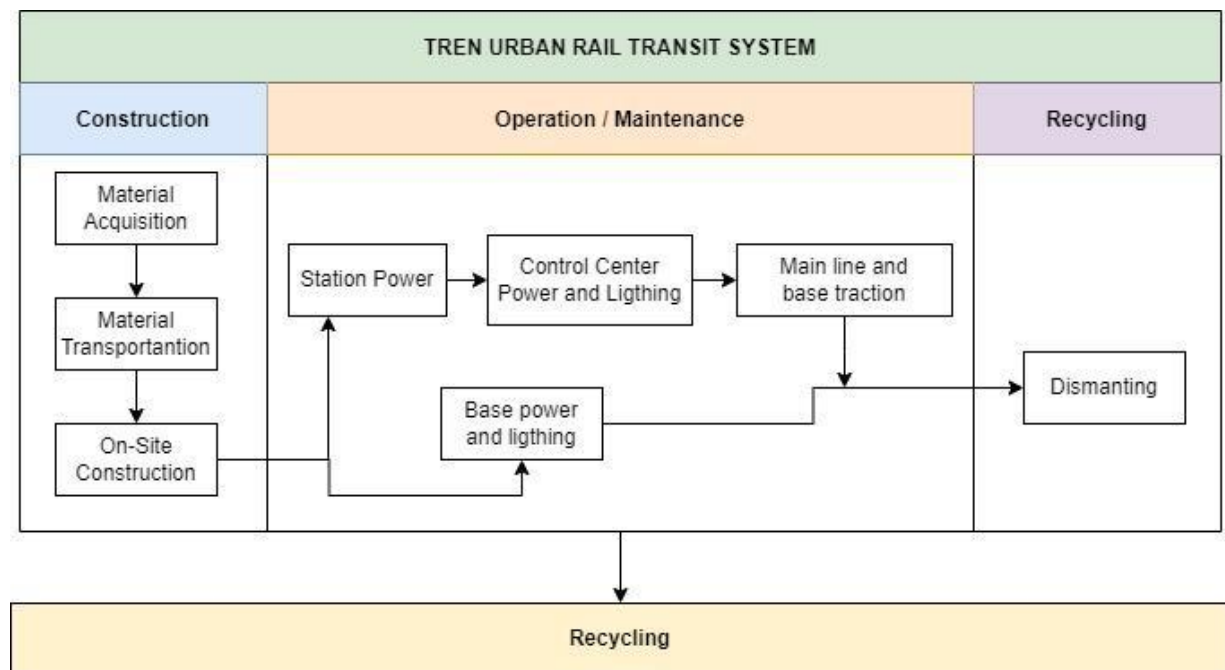 TREN URBAN RAIL TRANSIT SYSTEM
Construction
Operation / Maintenance
Recycling
Material
Acquisition
Material
Transportantion
On-Site
Construction
Station Power
Control Center
Power and Ligthing
Main line and
base traction
Base power
and ligthing
Dismanting
Recycling